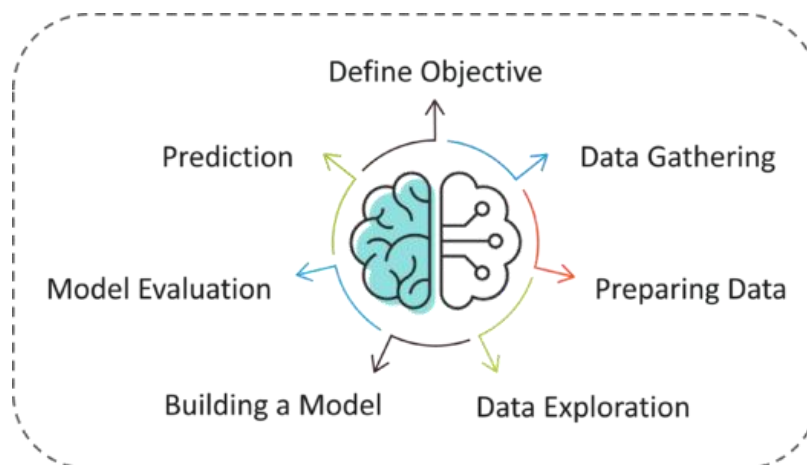 Define Objective
Data Gathering
Preparing Data
Data Exploration
Building a Model
Model Evaluation
Prediction